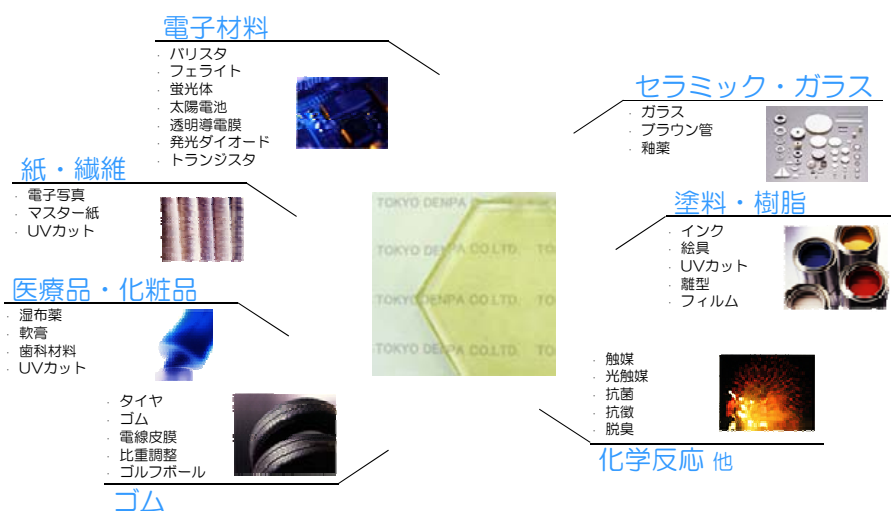 電子材料
・ バリスタ
・ フェライト
・ 蛍光体
・ 太陽電池
・ 透明導電膜
・ 発光ダイオード
・ トランジスタ
セラミック・ガラス
・ ガラス
・ ブラウン管
・ 釉薬
紙・繊維
・ 電子写真
・ マスター紙
・ UVカット
塗料・樹脂
・ インク
・ 絵具
・ UVカット
・ 離型
・ フィルム
医療品・化粧品
・ 湿布薬
・ 軟膏
・ 歯科材料
・ UVカット
TOKYO DENPA
TOKYO DENPA CO.LTD. TO
TOKYO DENPA CO.LTD. TO
TOKYO DENPA CO.LTD. TO
・ タイヤ
・ ゴム
・ 電線皮膜
・ 比重調整
・ ゴルフボール
ゴム
・ 触媒
・ 光触媒
・ 抗菌
・ 抗黴
・ 脱臭
化学反応 他